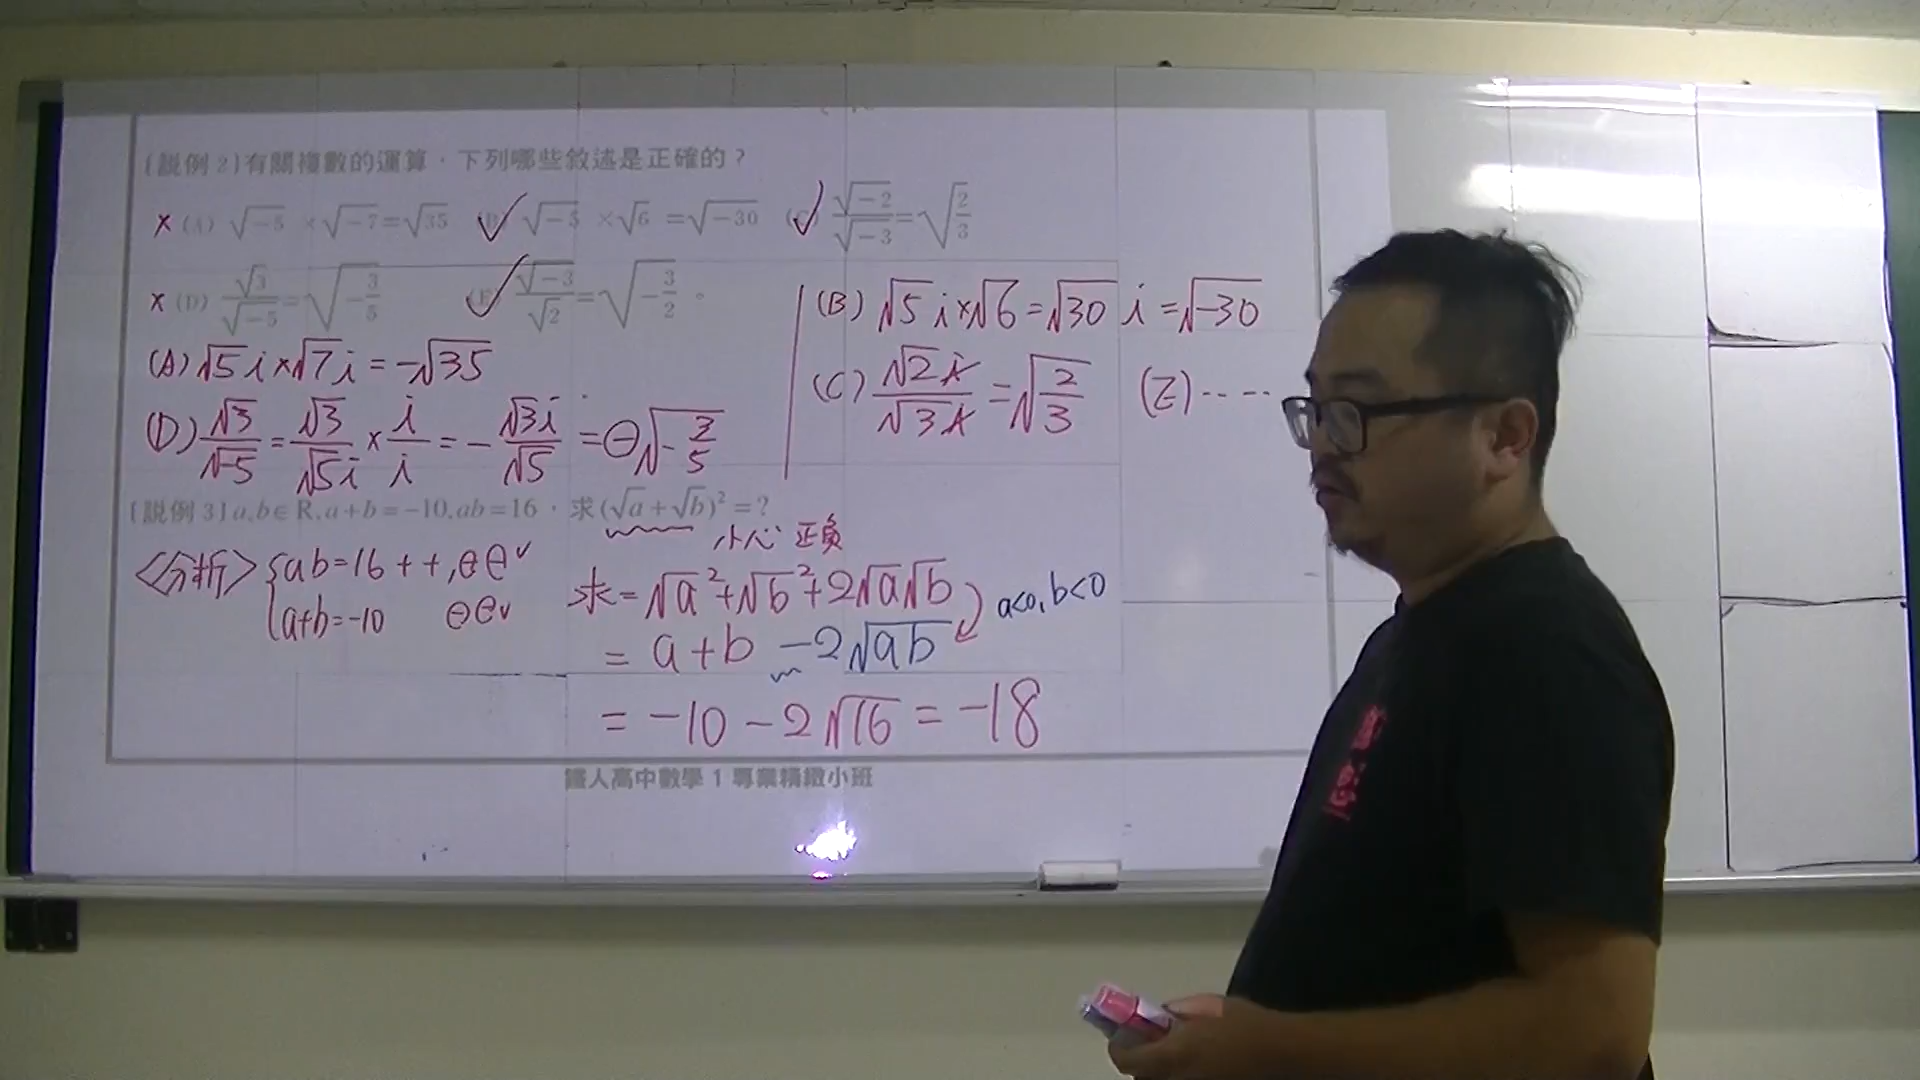 [說例 2] 有關複數的運算，下列哪些敘述是正確的？
× (A) √-5 × √-7 = √35 ✓ (B) √-5 × √6 = √-30 ✓ (C) √-2/√-3 = √(2/3)
× (D) √3/√-5 = √(-3/5) ✓ (E) √-3/√2 = √(-3/2) 。
(A) √5 i × √7 i = -√35
(D) √3/√-5 = √3/(√5 i) × i/i = - √3 i/√5 = ⊖√(-3/5)
(B) √5 i × √6 = √30 i = √-30
(C) √2 i/√3 i = √(2/3) (E) ‐‐ ‐‐
[說例 3] a,b∈R,a+b=-10,ab=16，求(√a+√b)²=？
小心 正負
<分析> { ab=16 ++, ⊖⊖ ✓
a+b=-10 ⊖⊖ ✓
求=√a²+√b²+2√a√b a<0, b<0
= a+b -2√ab
= -10 -2√16 = -18
鐵人高中數學 1 專業精緻小班